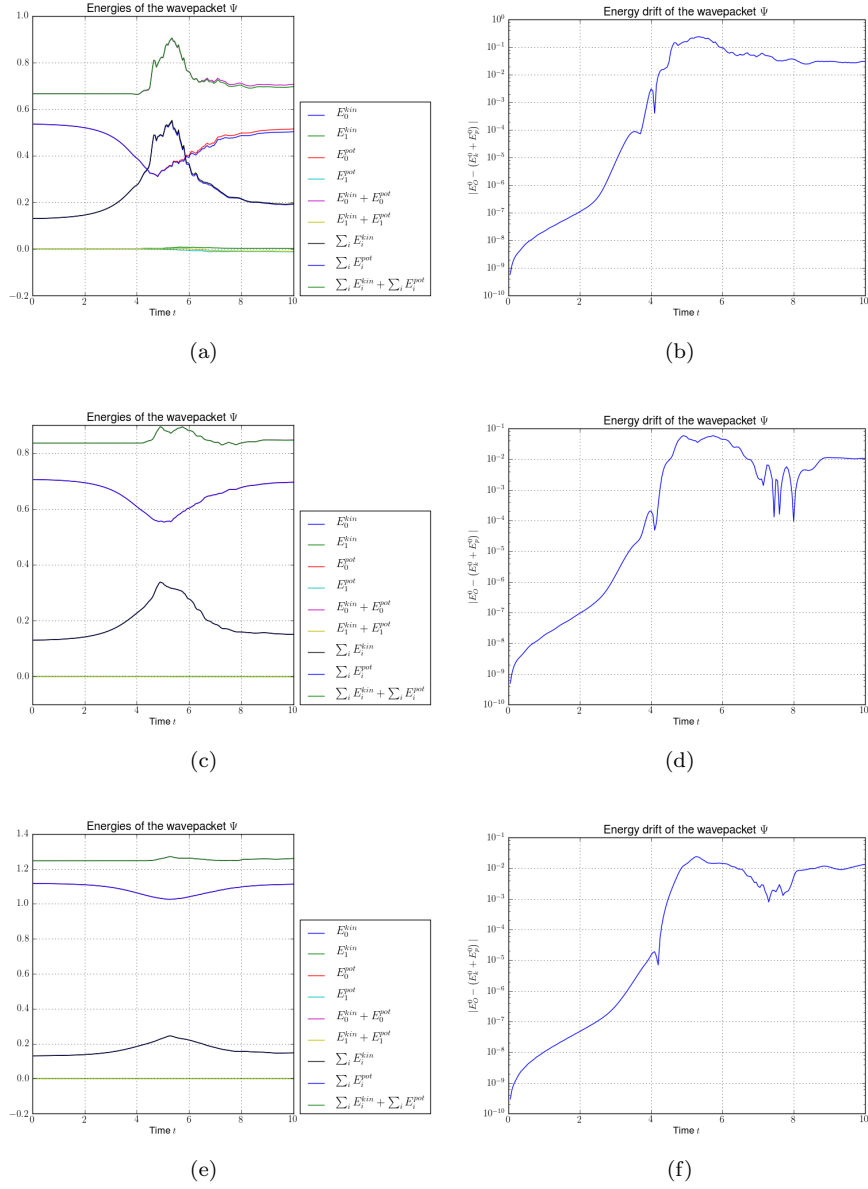 Energies of the wavepacket Ψ
1.0
0.8
0.6
0.4
0.2
0.0
−0.2
0 2 4 6 8 10
Time t
E_0^{kin}
E_1^{kin}
E_0^{pot}
E_1^{pot}
E_0^{kin} + E_0^{pot}
E_1^{kin} + E_1^{pot}
∑_i E_i^{kin}
∑_i E_i^{pot}
∑_i E_i^{kin} + ∑_i E_i^{pot}
(a)
Energy drift of the wavepacket Ψ
|E_O^0 − (E_k^0 + E_p^0)|
10^0
10^{−1}
10^{−2}
10^{−3}
10^{−4}
10^{−5}
10^{−6}
10^{−7}
10^{−8}
10^{−9}
10^{−10}
0 2 4 6 8 10
Time t
(b)
Energies of the wavepacket Ψ
0.8
0.6
0.4
0.2
0.0
0 2 4 6 8 10
Time t
E_0^{kin}
E_1^{kin}
E_0^{pot}
E_1^{pot}
E_0^{kin} + E_0^{pot}
E_1^{kin} + E_1^{pot}
∑_i E_i^{kin}
∑_i E_i^{pot}
∑_i E_i^{kin} + ∑_i E_i^{pot}
(c)
Energy drift of the wavepacket Ψ
|E_O^0 − (E_k^0 + E_p^0)|
10^{−1}
10^{−2}
10^{−3}
10^{−4}
10^{−5}
10^{−6}
10^{−7}
10^{−8}
10^{−9}
10^{−10}
0 2 4 6 8 10
Time t
(d)
Energies of the wavepacket Ψ
1.4
1.2
1.0
0.8
0.6
0.4
0.2
0.0
−0.2
0 2 4 6 8 10
Time t
E_0^{kin}
E_1^{kin}
E_0^{pot}
E_1^{pot}
E_0^{kin} + E_0^{pot}
E_1^{kin} + E_1^{pot}
∑_i E_i^{kin}
∑_i E_i^{pot}
∑_i E_i^{kin} + ∑_i E_i^{pot}
(e)
Energy drift of the wavepacket Ψ
|E_O^0 − (E_k^0 + E_p^0)|
10^{−1}
10^{−2}
10^{−3}
10^{−4}
10^{−5}
10^{−6}
10^{−7}
10^{−8}
10^{−9}
10^{−10}
0 2 4 6 8 10
Time t
(f)